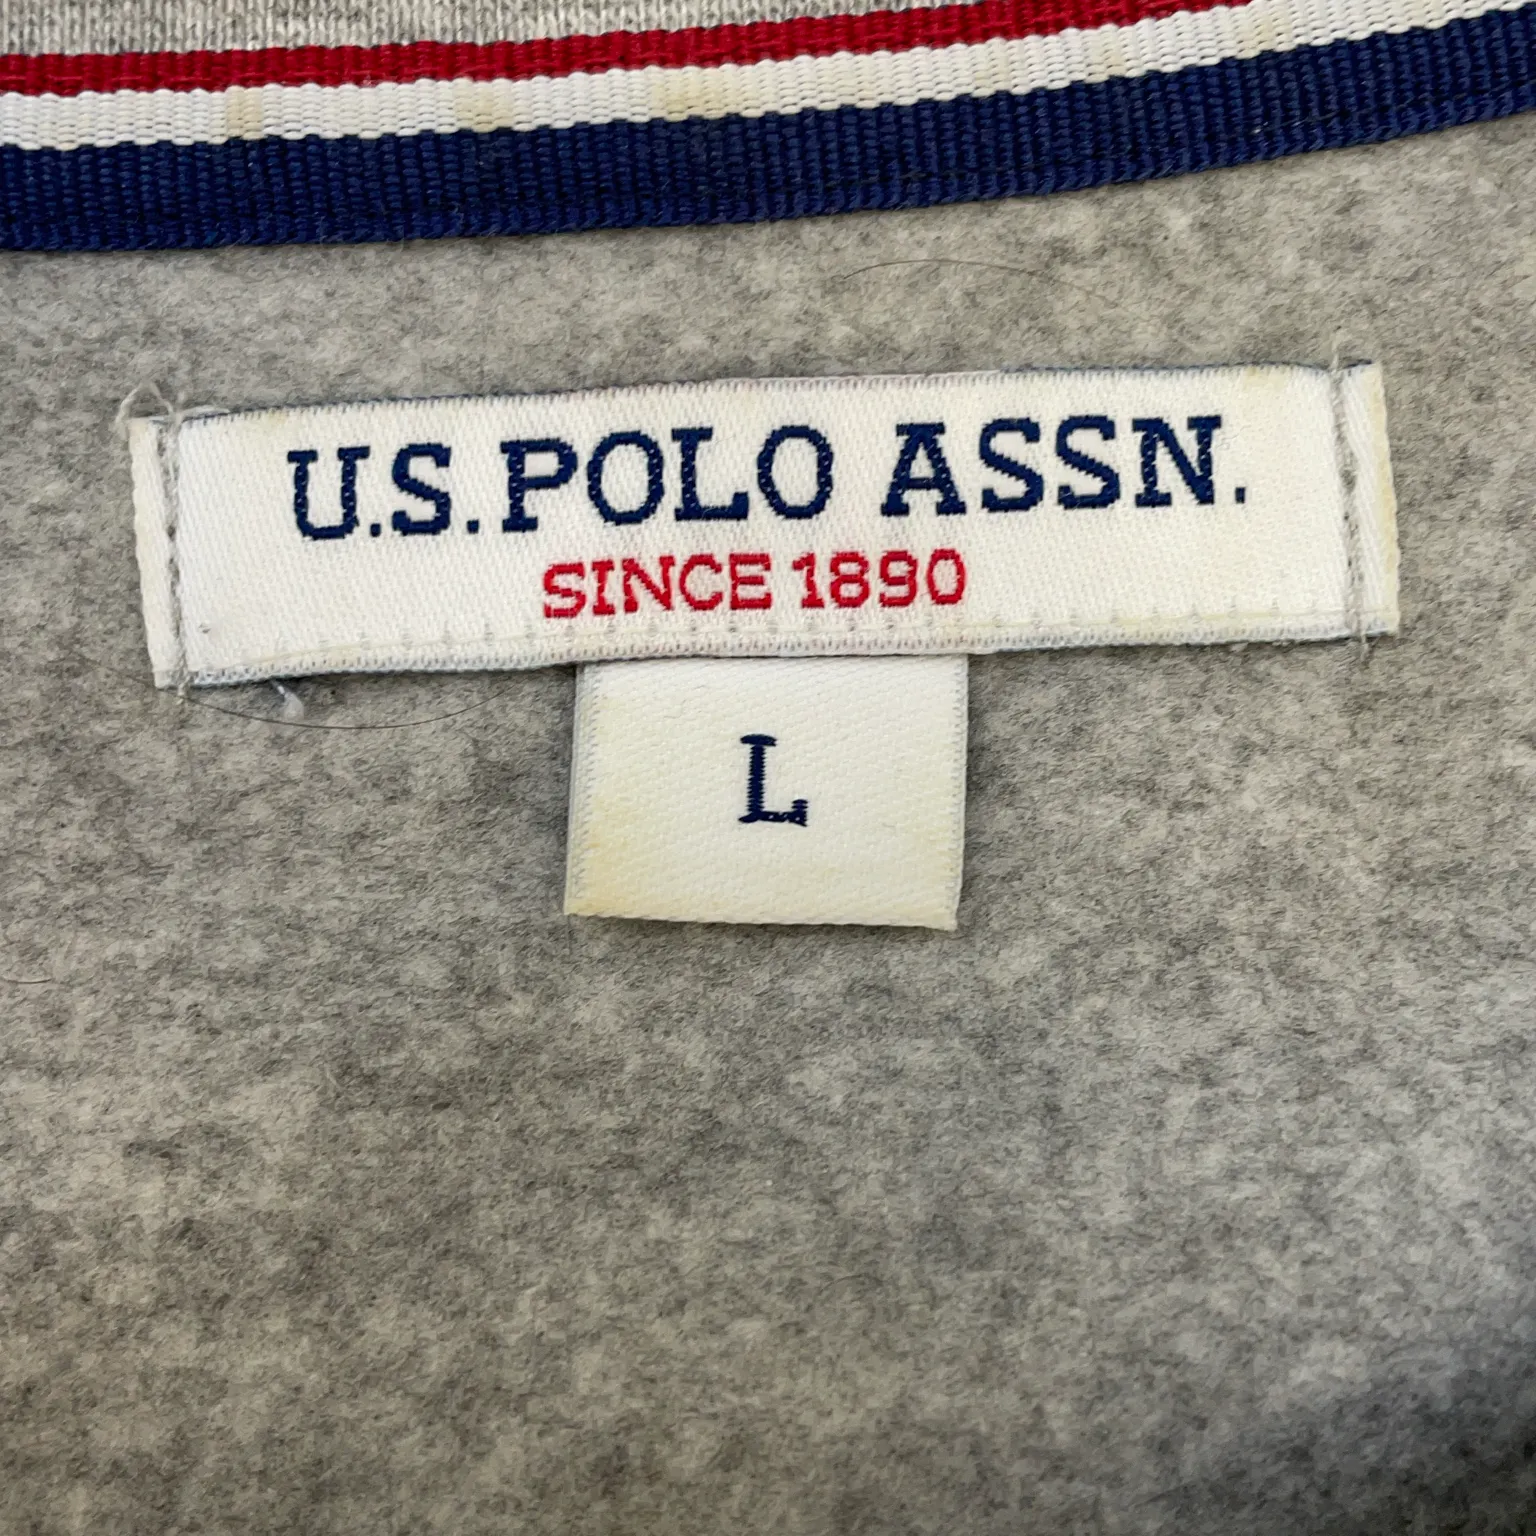 U.S. POLO ASSN.
SINCE 1890
L